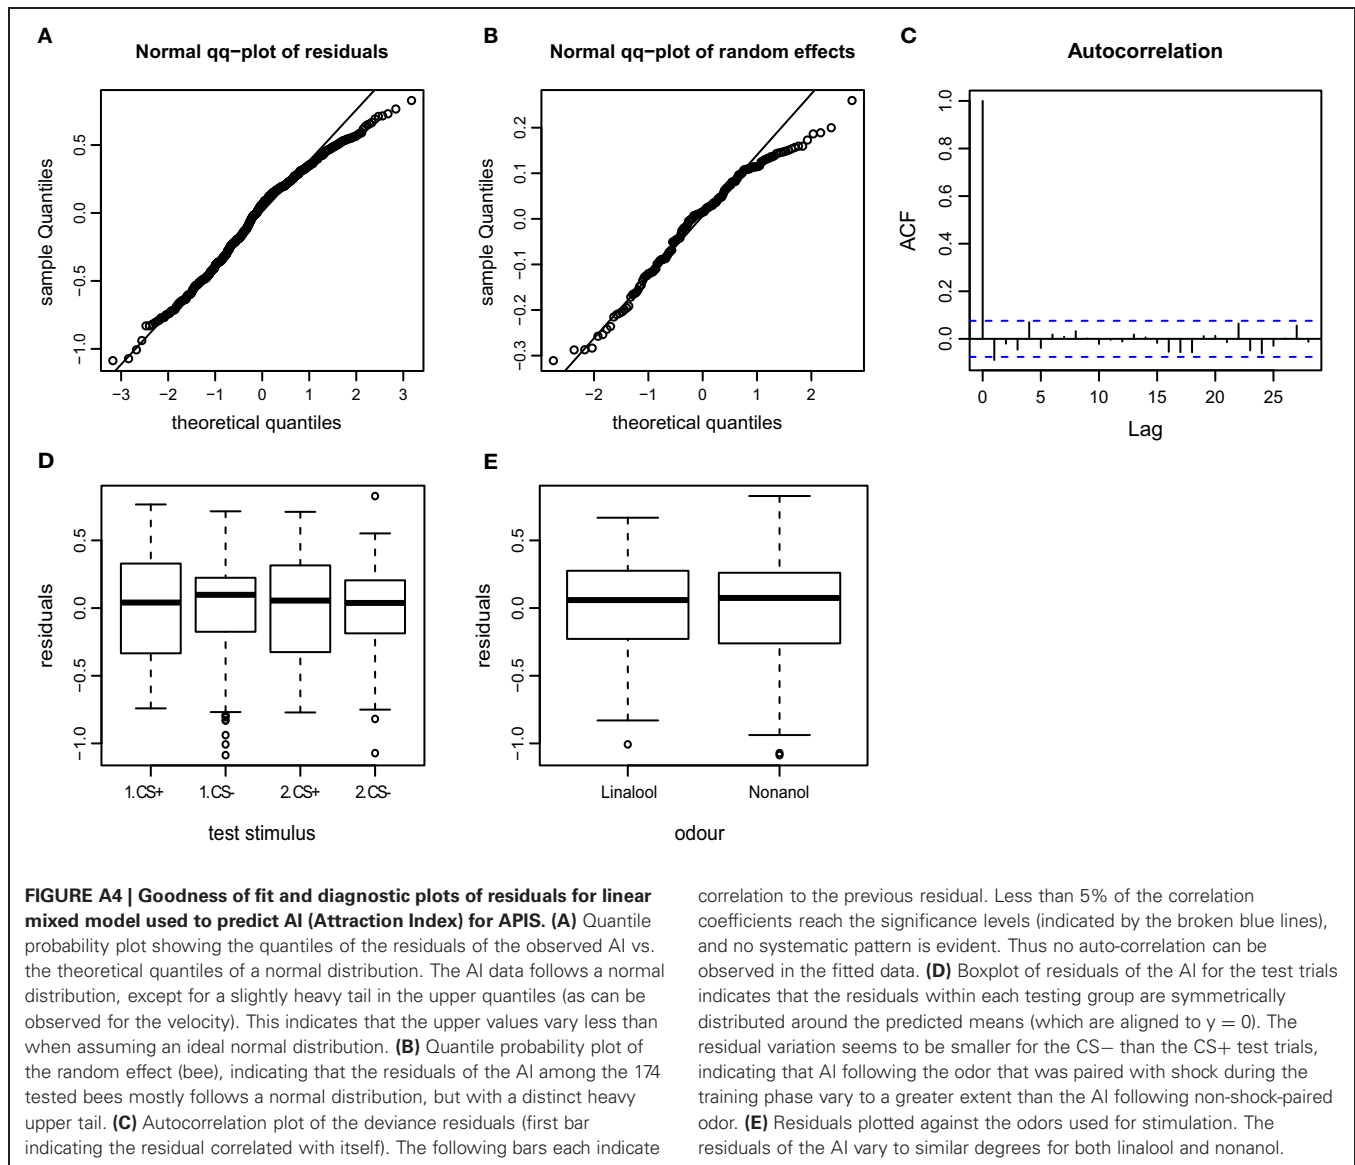 A
Normal qq−plot of residuals
sample Quantiles
0.5
0.0
−0.5
−1.0
−3 −2 −1 0 1 2 3
theoretical quantiles
B
Normal qq−plot of random effects
sample Quantiles
0.2
0.1
0.0
−0.1
−0.2
−0.3
−2 −1 0 1 2
theoretical quantiles
C
Autocorrelation
ACF
1.0
0.8
0.6
0.4
0.2
0.0
0 5 10 15 20 25
Lag
D
residuals
0.5
0.0
−0.5
−1.0
1.CS+ 1.CS- 2.CS+ 2.CS-
test stimulus
E
residuals
0.5
0.0
−0.5
−1.0
Linalool Nonanol
odour
FIGURE A4 | Goodness of fit and diagnostic plots of residuals for linear
mixed model used to predict AI (Attraction Index) for APIS. (A) Quantile
probability plot showing the quantiles of the residuals of the observed AI vs.
the theoretical quantiles of a normal distribution. The AI data follows a normal
distribution, except for a slightly heavy tail in the upper quantiles (as can be
observed for the velocity). This indicates that the upper values vary less than
when assuming an ideal normal distribution. (B) Quantile probability plot of
the random effect (bee), indicating that the residuals of the AI among the 174
tested bees mostly follows a normal distribution, but with a distinct heavy
upper tail. (C) Autocorrelation plot of the deviance residuals (first bar
indicating the residual correlated with itself). The following bars each indicate
correlation to the previous residual. Less than 5% of the correlation
coefficients reach the significance levels (indicated by the broken blue lines),
and no systematic pattern is evident. Thus no auto-correlation can be
observed in the fitted data. (D) Boxplot of residuals of the AI for the test trials
indicates that the residuals within each testing group are symmetrically
distributed around the predicted means (which are aligned to y = 0). The
residual variation seems to be smaller for the CS− than the CS+ test trials,
indicating that AI following the odor that was paired with shock during the
training phase vary to a greater extent than the AI following non-shock-paired
odor. (E) Residuals plotted against the odors used for stimulation. The
residuals of the AI vary to similar degrees for both linalool and nonanol.